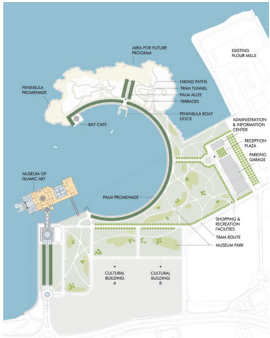 AREA FOR FUTURE
PROGRAM
EXISTING
FLOUR MILLS
HIKING PATHS
TRAM TUNNEL
PALM ALLEE
TERRACES
PENINSULA
PROMENADE
PENINSULA BOAT
DOCK
BAY CAFE
ADMINISTRATION
& INFORMATION
CENTER
RECEPTION
PLAZA
PARKING
GARAGE
MUSEUM OF
ISLAMIC ART
PALM PROMENADE
SHOPPING &
RECREATION
FACILITIES
TRAM ROUTE
MUSEUM PARK
CULTURAL
BUILDING
A
CULTURAL
BUILDING
B